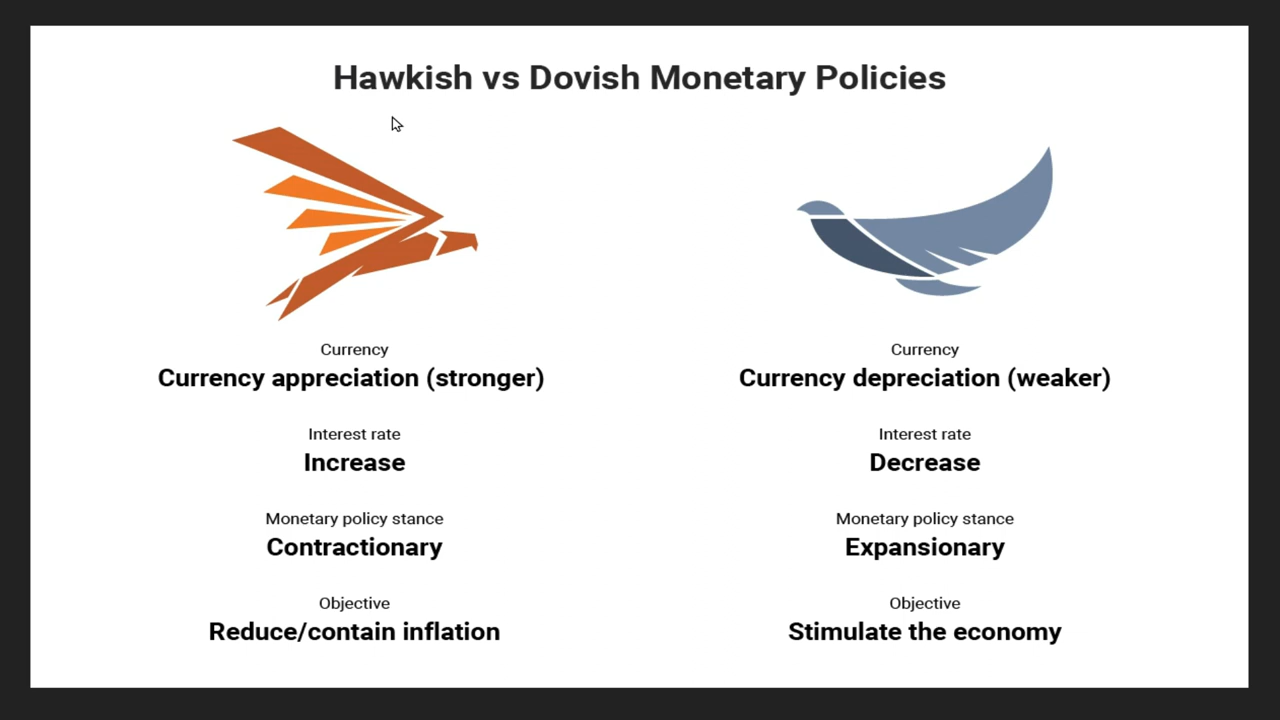 Hawkish vs Dovish Monetary Policies
Currency
Currency appreciation (stronger)
Interest rate
Increase
Monetary policy stance
Contractionary
Objective
Reduce/contain inflation
Currency
Currency depreciation (weaker)
Interest rate
Decrease
Monetary policy stance
Expansionary
Objective
Stimulate the economy